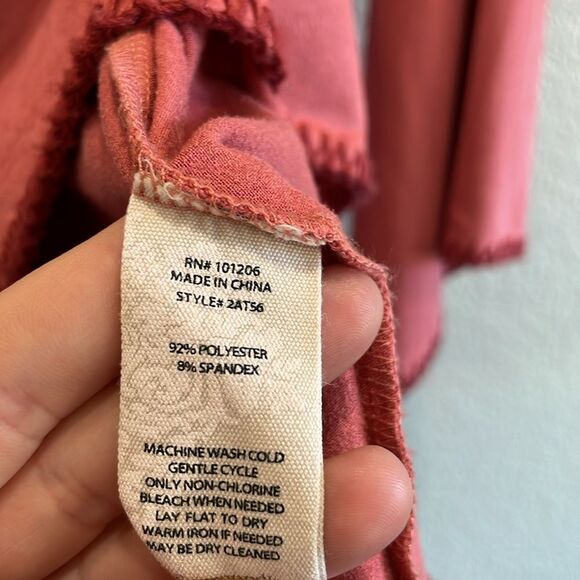 RN# 101206
MADE IN CHINA
STYLE# 2AT56
92% POLYESTER
8% SPANDEX
MACHINE WASH COLD
GENTLE CYCLE
ONLY NON-CHLORINE
BLEACH WHEN NEEDED
LAY FLAT TO DRY
WARM IRON IF NEEDED
MAY BE DRY CLEANED